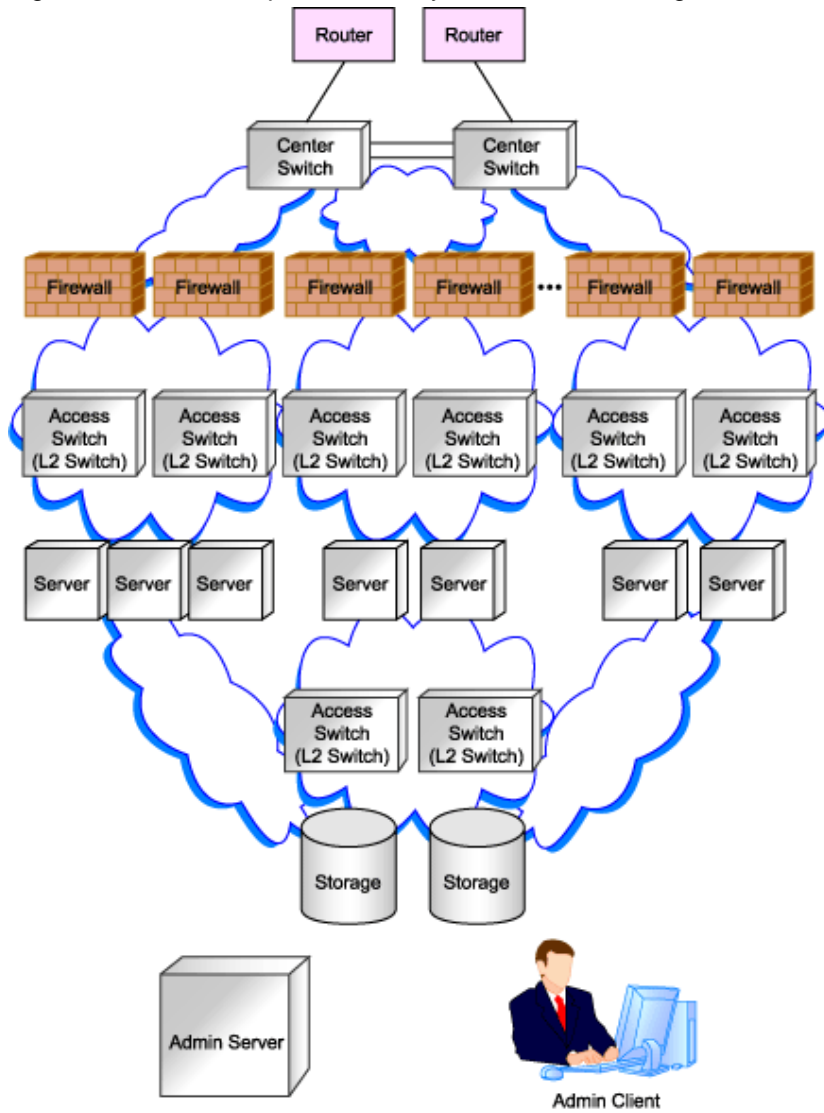 Router
Router
Center
Switch
Center
Switch
Firewall
Firewall
Firewall
Firewall
...
Firewall
Firewall
Access
Switch
(L2 Switch)
Access
Switch
(L2 Switch)
Access
Switch
(L2 Switch)
Access
Switch
(L2 Switch)
Access
Switch
(L2 Switch)
Access
Switch
(L2 Switch)
Server
Server
Server
Server
Server
Server
Server
Access
Switch
(L2 Switch)
Access
Switch
(L2 Switch)
Storage
Storage
Admin Server
Admin Client